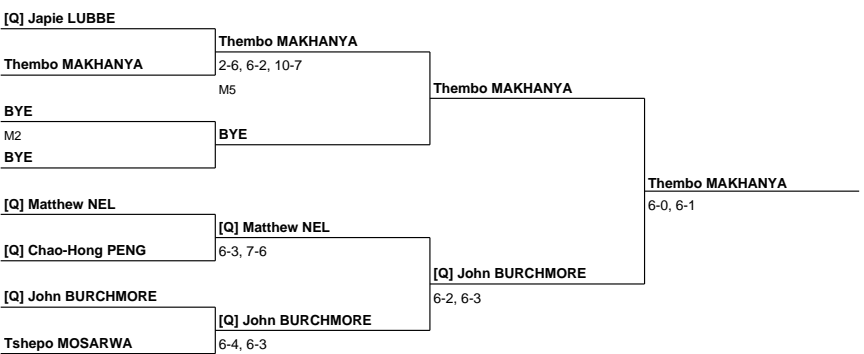 [Q] Japie LUBBE
Thembo MAKHANYA
Thembo MAKHANYA
2-6, 6-2, 10-7
M5
Thembo MAKHANYA
BYE
M2
BYE
BYE
Thembo MAKHANYA
6-0, 6-1
[Q] Matthew NEL
[Q] Matthew NEL
[Q] Chao-Hong PENG
6-3, 7-6
[Q] John BURCHMORE
6-2, 6-3
[Q] John BURCHMORE
[Q] John BURCHMORE
Tshepo MOSARWA
6-4, 6-3